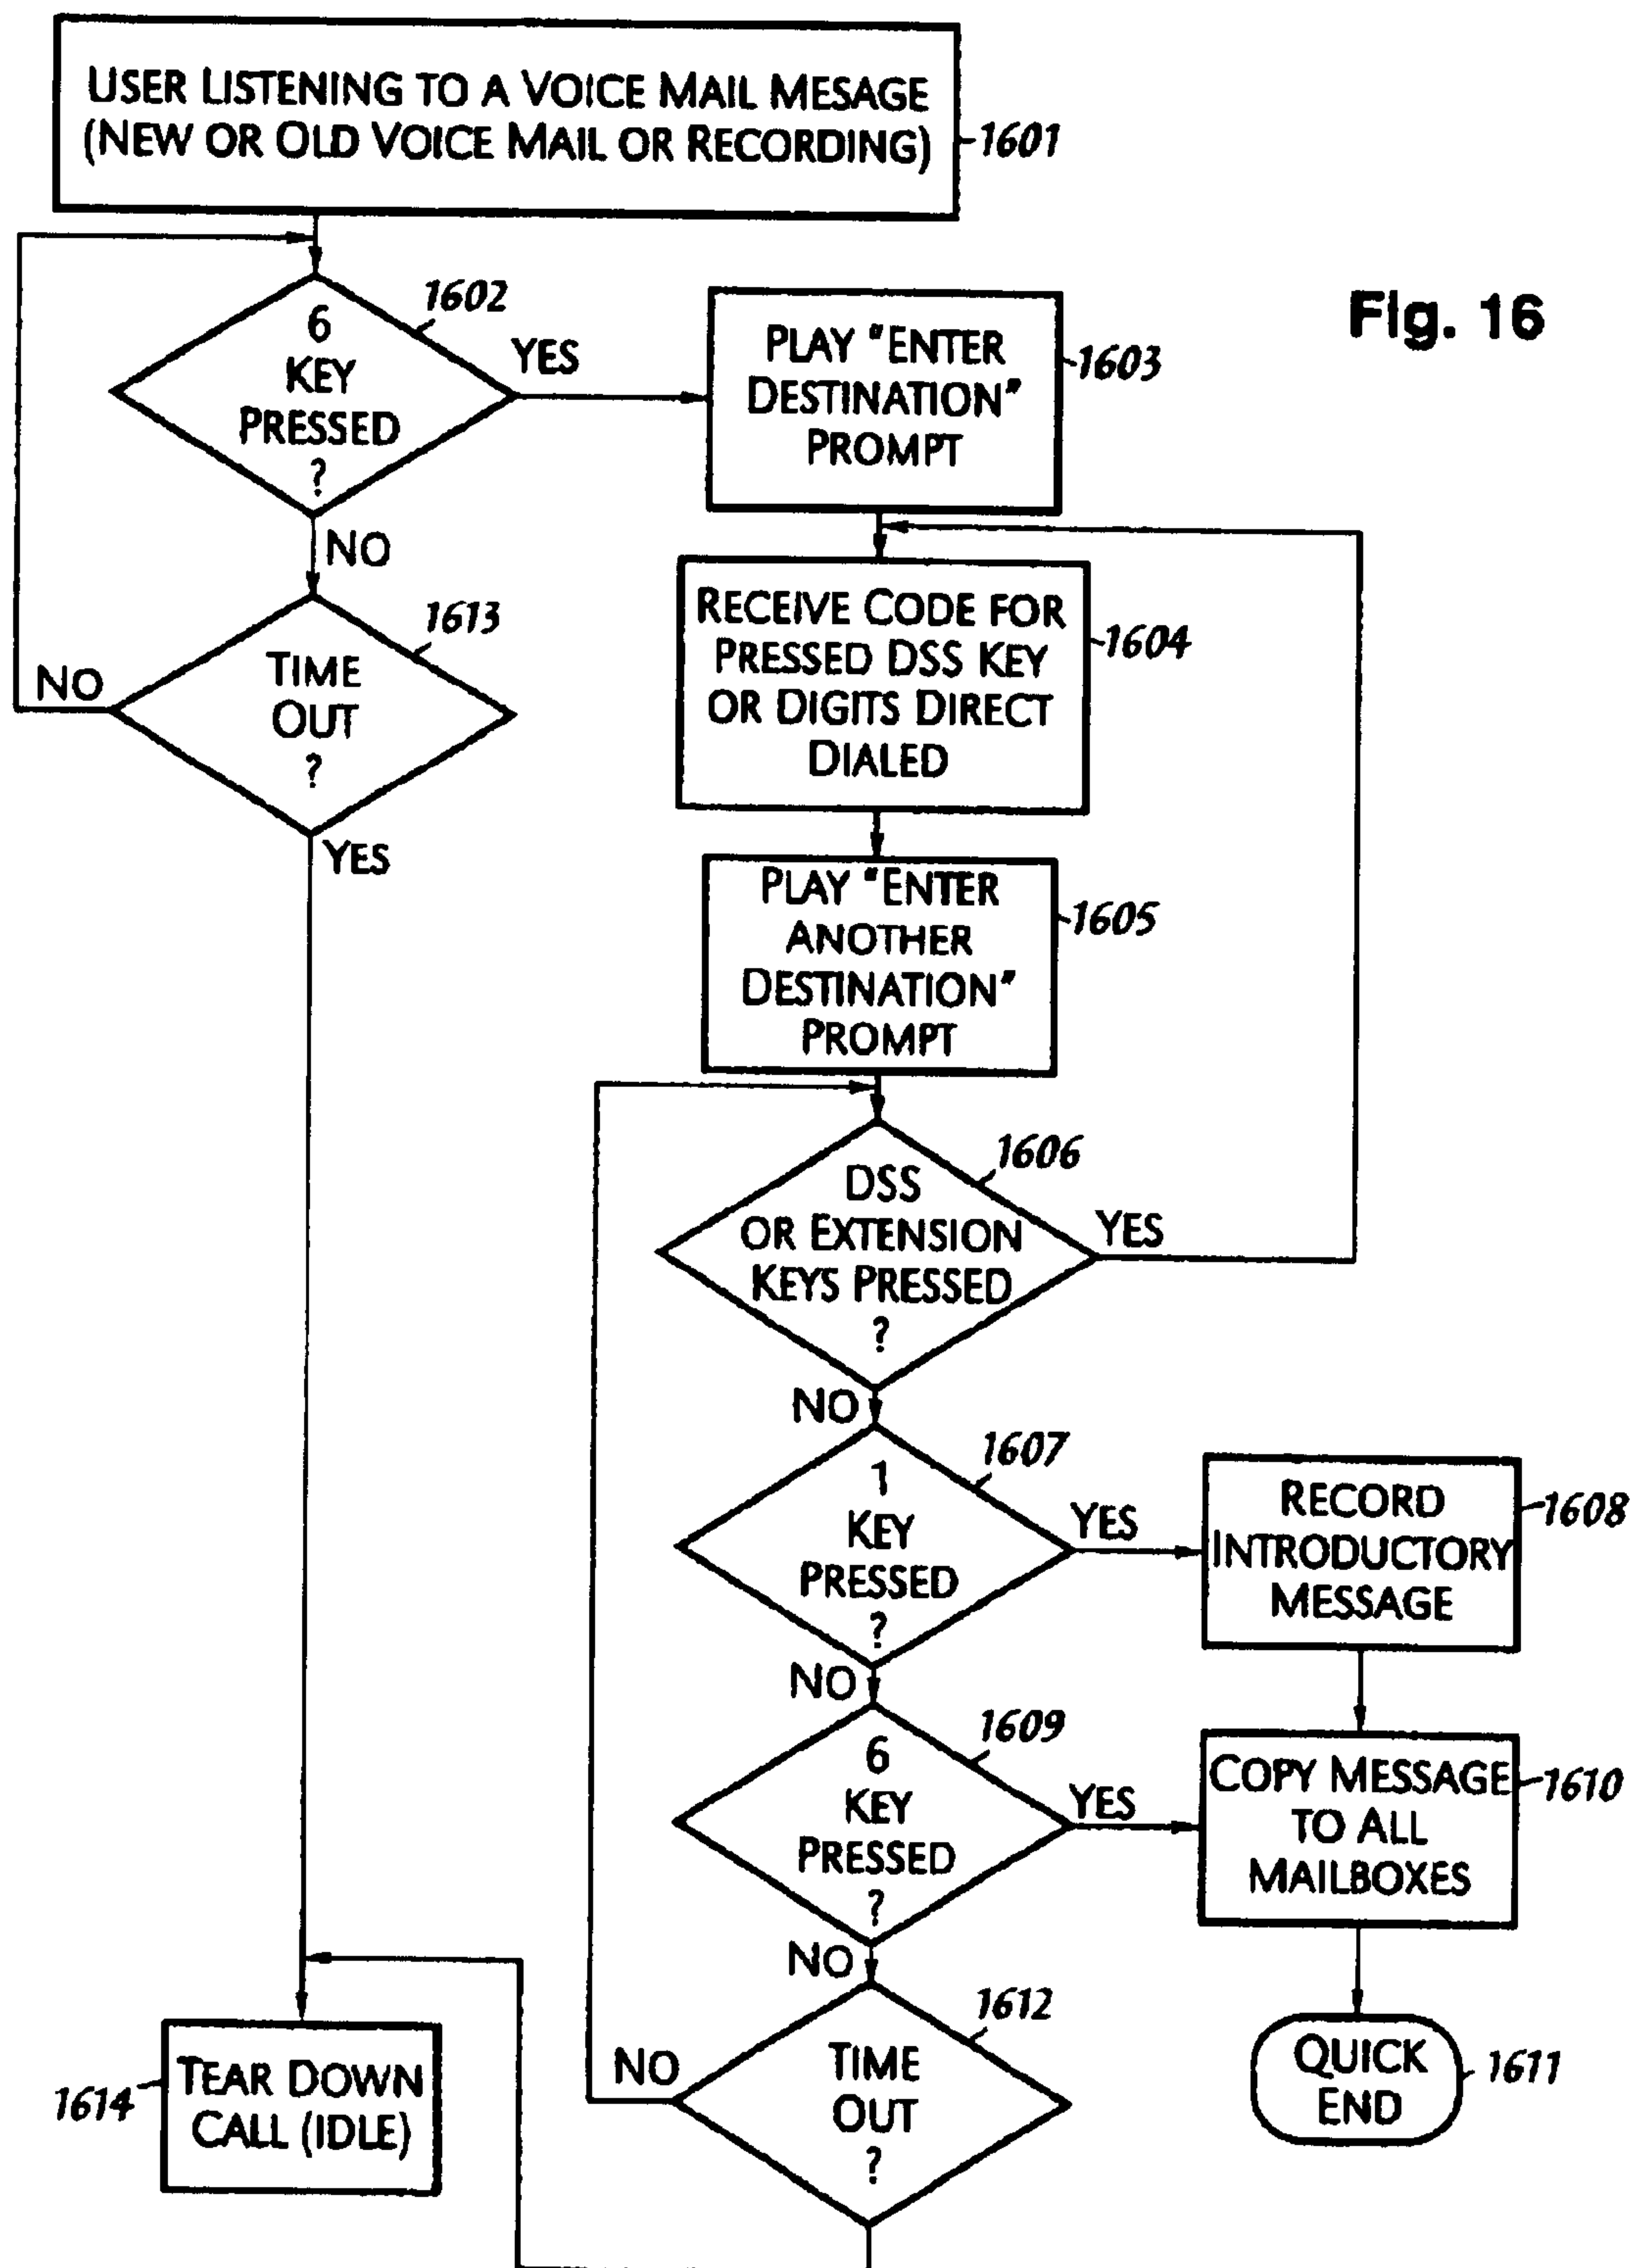 USER LISTENING TO A VOICE MAIL MESAGE
(NEW OR OLD VOICE MAIL OR RECORDING)
1601
6
KEY
PRESSED
?
1602
YES
NO
PLAY "ENTER
DESTINATION"
PROMPT
1603
Fig. 16
TIME
OUT
?
1613
NO
YES
RECEIVE CODE FOR
PRESSED DSS KEY
OR DIGITS DIRECT
DIALED
1604
PLAY "ENTER
ANOTHER
DESTINATION"
PROMPT
1605
DSS
OR EXTENSION
KEYS PRESSED
?
1606
YES
NO
1
KEY
PRESSED
?
1607
YES
NO
RECORD
INTRODUCTORY
MESSAGE
1608
6
KEY
PRESSED
?
1609
YES
NO
COPY MESSAGE
TO ALL
MAILBOXES
1610
TIME
OUT
?
1612
NO
QUICK
END
1611
TEAR DOWN
CALL (IDLE)
1614